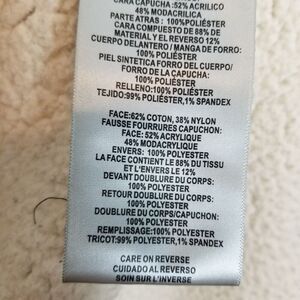 CARA CAPUCHA :52% ACRILICO
48% MODACRILICA
PARTE ATRAS : 100%POLIÉSTER
CARA COMPUESTO DE 88% DE
MATERIAL Y EL REVERSO 12%
CUERPO DELANTERO / MANGA DE FORRO:
100% POLIÉSTER
PIEL SINTETICA FORRO DEL CUERPO/
FORRO DE LA CAPUCHA:
100% POLIÉSTER
RELLENO:100% POLIÉSTER
TEJIDO:99% POLIÉSTER,1% SPANDEX
FACE:62% COTON, 38% NYLON
FAUSSE FOURRURES CAPUCHON:
FACE: 52% ACRYLIQUE
48% MODACRYLIQUE
ENVERS: 100% POLYESTER
LA FACE CONTIENT LE 88% DU TISSU
ET L'ENVERS LE 12%
DEVANT DOUBLURE DU CORPS:
100% POLYESTER
RETOUR DOUBLURE DU CORPS:
100% POLYESTER
DOUBLURE DU CORPS/CAPUCHON:
100% POLYESTER
REMPLISSAGE:100% POLYESTER
TRICOT:99% POLYESTER,1% SPANDEX
CARE ON REVERSE
CUIDADO AL REVERSO
SOIN SUR L'INVERSE